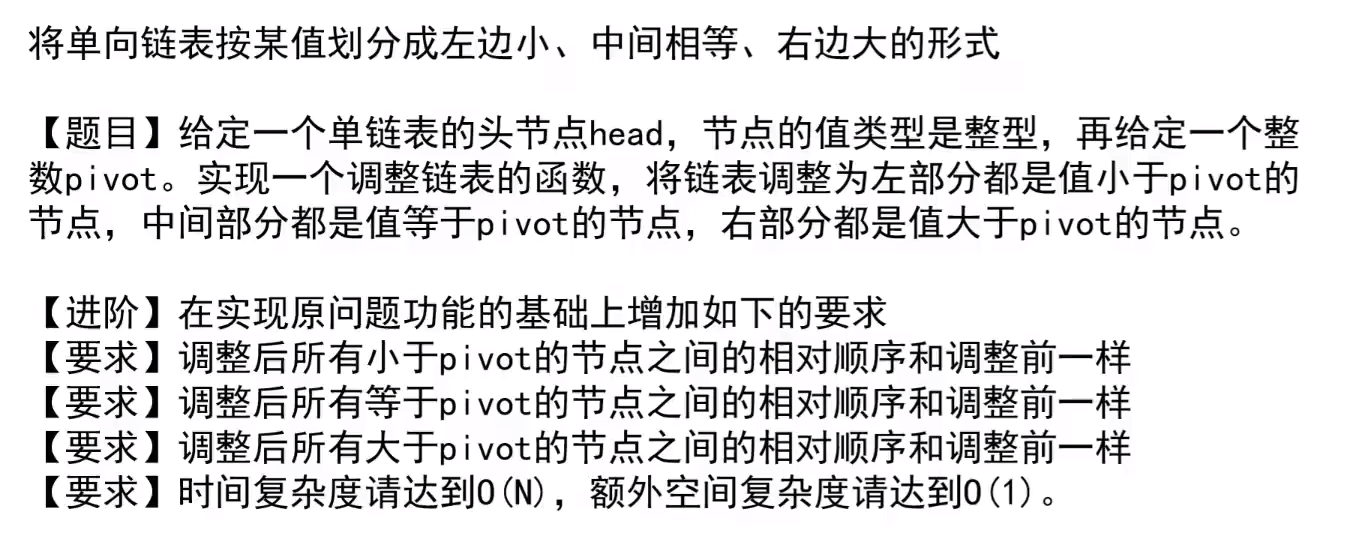 将单向链表按某值划分成左边小、中间相等、右边大的形式
【题目】给定一个单链表的头节点head，节点的值类型是整型，再给定一个整
数pivot。实现一个调整链表的函数，将链表调整为左部分都是值小于pivot的
节点，中间部分都是值等于pivot的节点，右部分都是值大于pivot的节点。
【进阶】在实现原问题功能的基础上增加如下的要求
【要求】调整后所有小于pivot的节点之间的相对顺序和调整前一样
【要求】调整后所有等于pivot的节点之间的相对顺序和调整前一样
【要求】调整后所有大于pivot的节点之间的相对顺序和调整前一样
【要求】时间复杂度请达到O(N)，额外空间复杂度请达到O(1)。